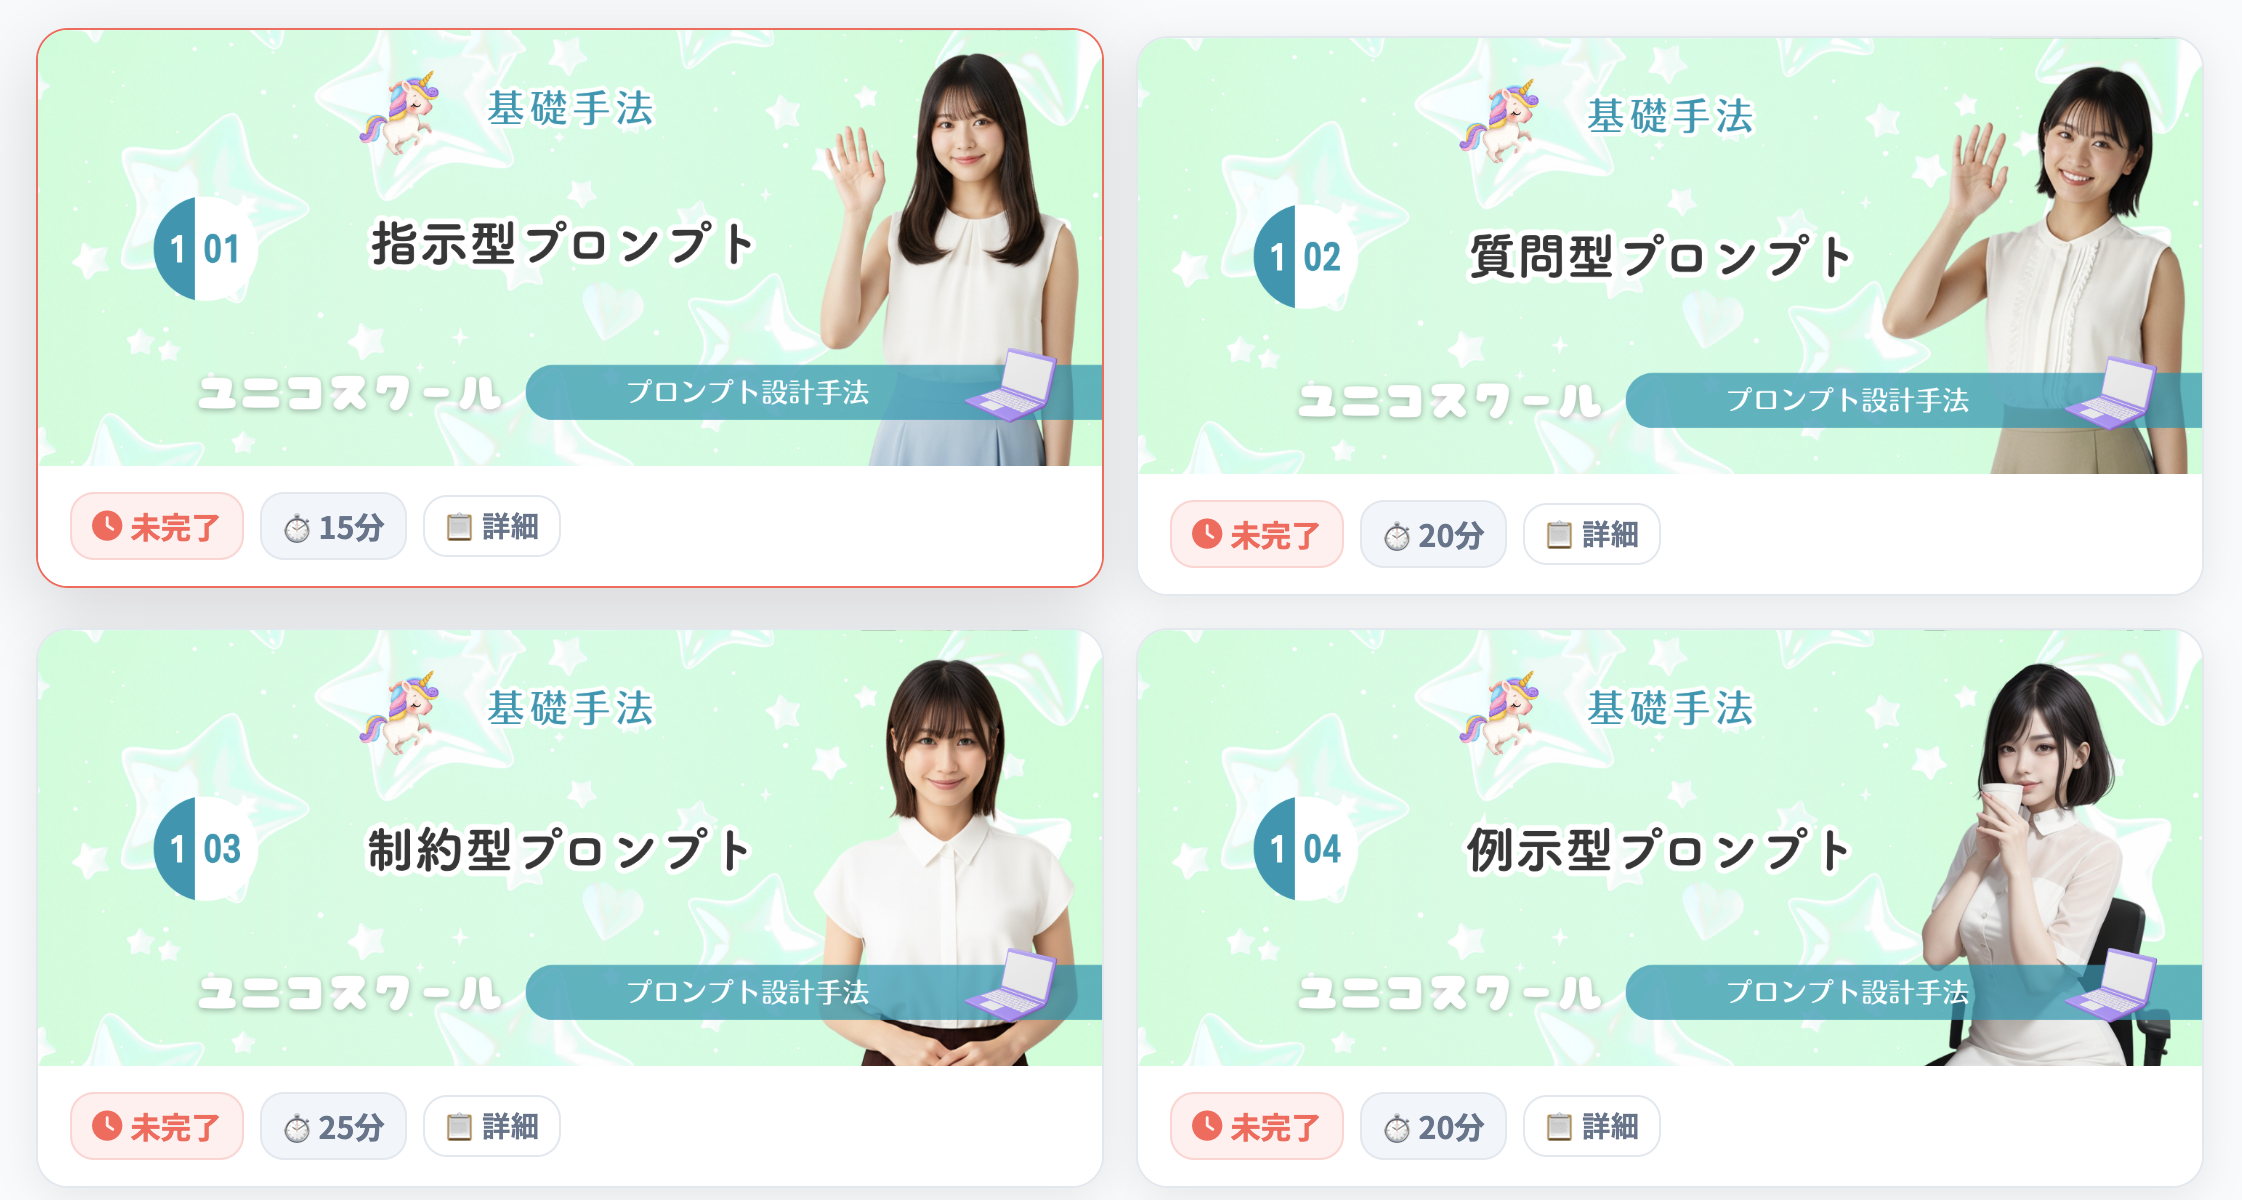 基礎手法
1 01
指示型プロンプト
ユニコスクール
プロンプト設計手法
未完了
15分
詳細
基礎手法
1 02
質問型プロンプト
ユニコスクール
プロンプト設計手法
未完了
20分
詳細
基礎手法
1 03
制約型プロンプト
ユニコスクール
プロンプト設計手法
未完了
25分
詳細
基礎手法
1 04
例示型プロンプト
ユニコスクール
プロンプト設計手法
未完了
20分
詳細